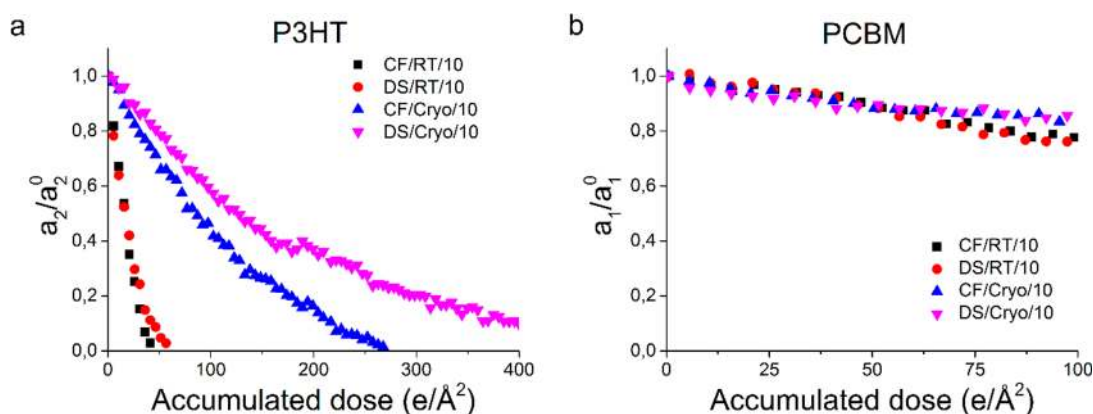 a
P3HT
CF/RT/10
DS/RT/10
CF/Cryo/10
DS/Cryo/10
1,0
0,8
0,6
0,4
0,2
0,0
a₂/a₂⁰
0
100
200
300
400
Accumulated dose (e/Å²)
b
PCBM
1,0
0,8
0,6
0,4
0,2
0,0
a₁/a₁⁰
CF/RT/10
DS/RT/10
CF/Cryo/10
DS/Cryo/10
0
25
50
75
100
Accumulated dose (e/Å²)